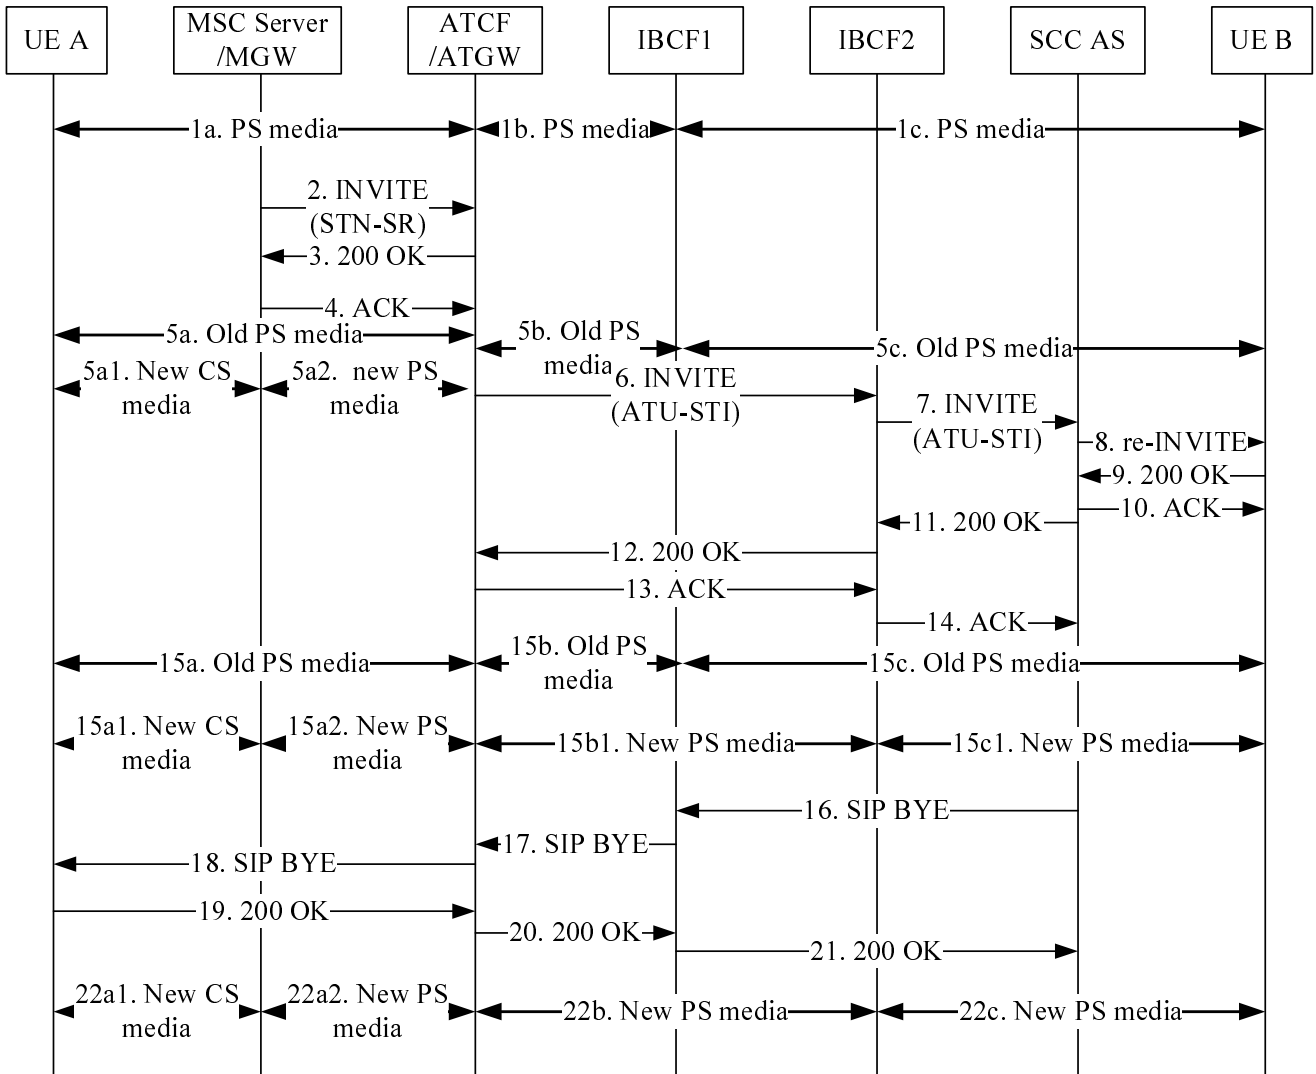 UE A
MSC Server
/MGW
ATCF
/ATGW
IBCF1
IBCF2
SCC AS
UE B
1a. PS media
1b. PS media
1c. PS media
2. INVITE
(STN-SR)
3. 200 OK
4. ACK
5a. Old PS media
5b. Old PS
media
5c. Old PS media
5a1. New CS
media
5a2. new PS
media
6. INVITE
(ATU-STI)
7. INVITE
(ATU-STI)
8. re-INVITE
9. 200 OK
10. ACK
11. 200 OK
12. 200 OK
13. ACK
14. ACK
15a. Old PS media
15b. Old PS
media
15c. Old PS media
15a1. New CS
media
15a2. New PS
media
15b1. New PS media
15c1. New PS media
16. SIP BYE
17. SIP BYE
18. SIP BYE
19. 200 OK
20. 200 OK
21. 200 OK
22a1. New CS
media
22a2. New PS
media
22b. New PS media
22c. New PS media